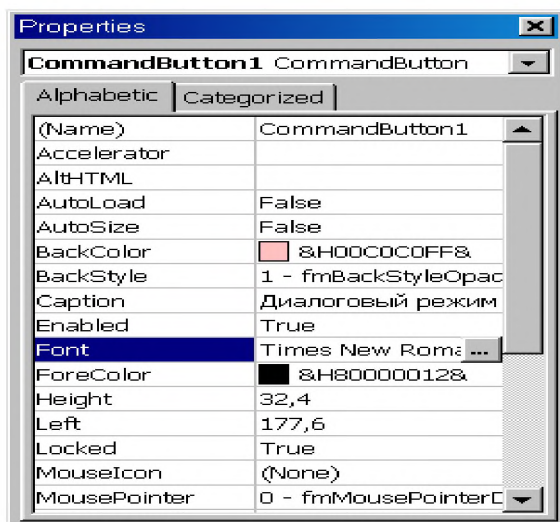 Properties
CommandButton1 CommandButton
Alphabetic Categorized
(Name) CommandButton1
Accelerator
AltHTML
AutoLoad False
AutoSize False
BackColor &H00C0C0FF&
BackStyle 1 - fmBackStyleOpac
Caption Диалоговый режим
Enabled True
Font Times New Roma ...
ForeColor &H80000012&
Height 32,4
Left 177,6
Locked True
MouseIcon (None)
MousePointer 0 - fmMousePointerD